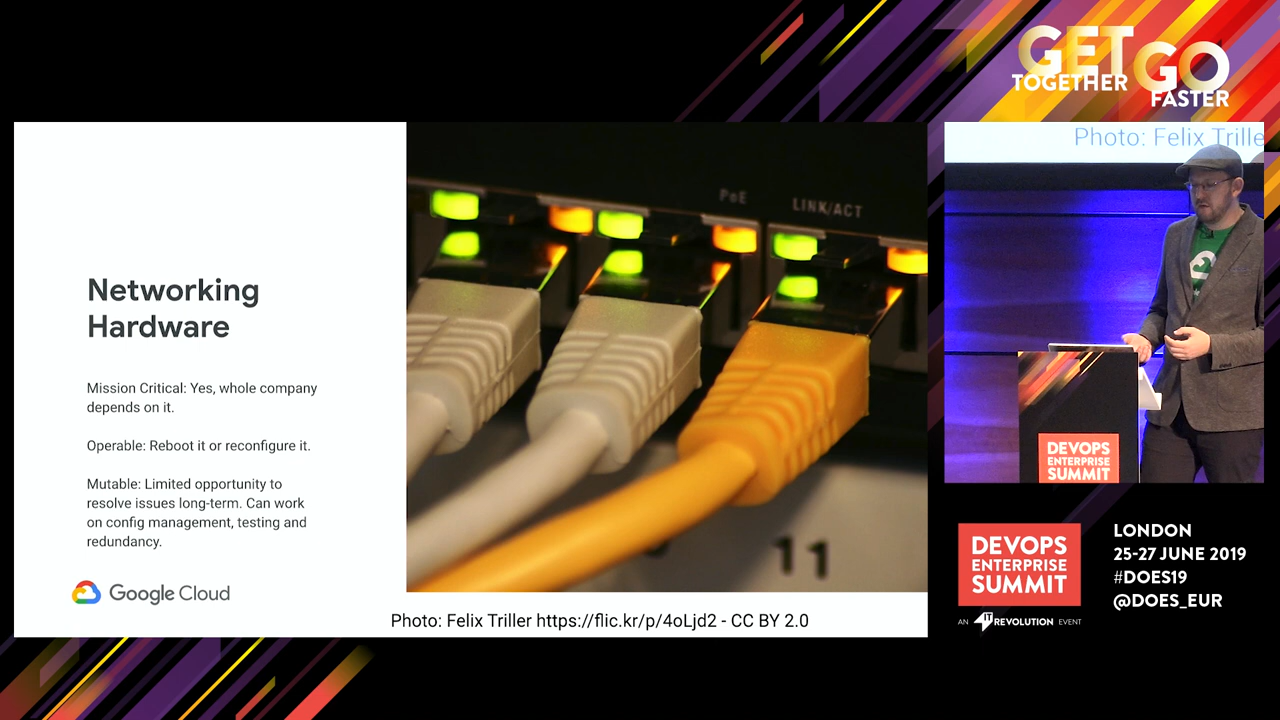 GET
TOGETHER
GO
FASTER
Networking
Hardware
Mission Critical: Yes, whole company
depends on it.
Operable: Reboot it or reconfigure it.
Mutable: Limited opportunity to
resolve issues long-term. Can work
on config management, testing and
redundancy.
Google Cloud
PoE
LINK/ACT
11
Photo: Felix Triller https://flic.kr/p/4oLjd2 - CC BY 2.0
Photo: Felix Trille
DEVOPS
ENTERPRISE
SUMMIT
DEVOPS
ENTERPRISE
SUMMIT
AN IT REVOLUTION EVENT
LONDON
25-27 JUNE 2019
#DOES19
@DOES_EUR